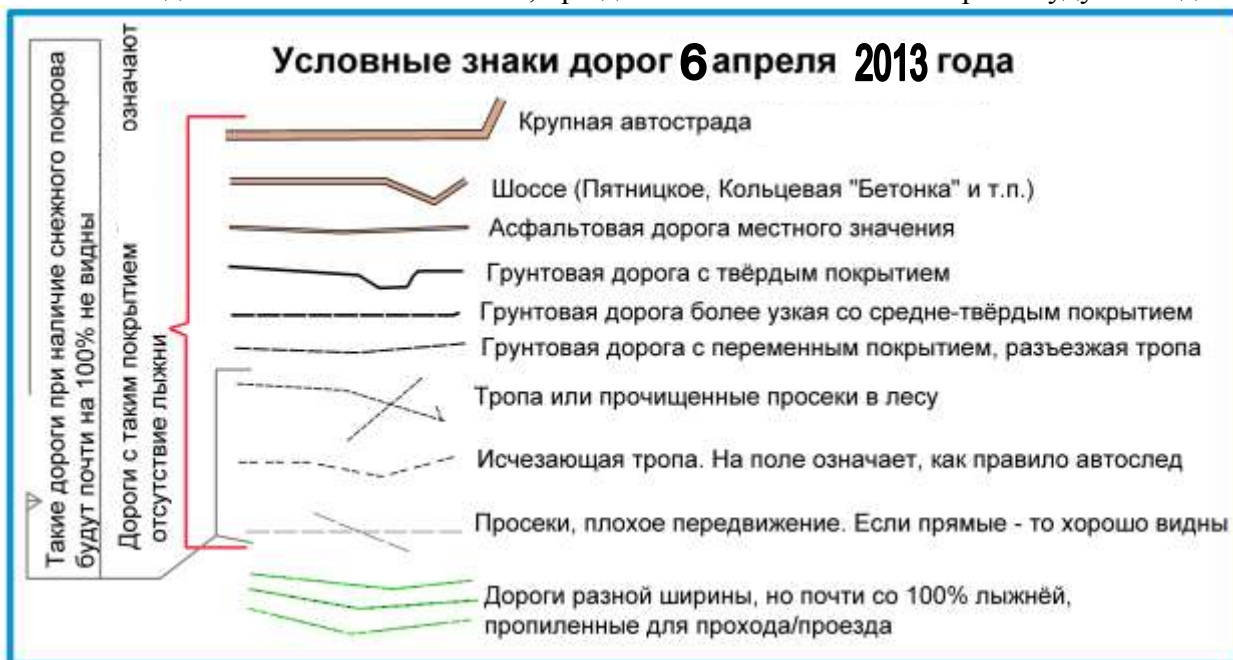 Условные знаки дорог 6 апреля 2013 года
Такие дороги при наличие снежного покрова
будут почти на 100% не видны
Дороги с таким покрытием означают
отсутствие лыжни
Крупная автострада
Шоссе (Пятницкое, Кольцевая "Бетонка" и т.п.)
Асфальтовая дорога местного значения
Грунтовая дорога с твёрдым покрытием
Грунтовая дорога более узкая со средне-твёрдым покрытием
Грунтовая дорога с переменным покрытием, разъезжая тропа
Тропа или прочищенные просеки в лесу
Исчезающая тропа. На поле означает, как правило автослед
Просеки, плохое передвижение. Если прямые - то хорошо видны
Дороги разной ширины, но почти со 100% лыжнёй,
пропиленные для прохода/проезда